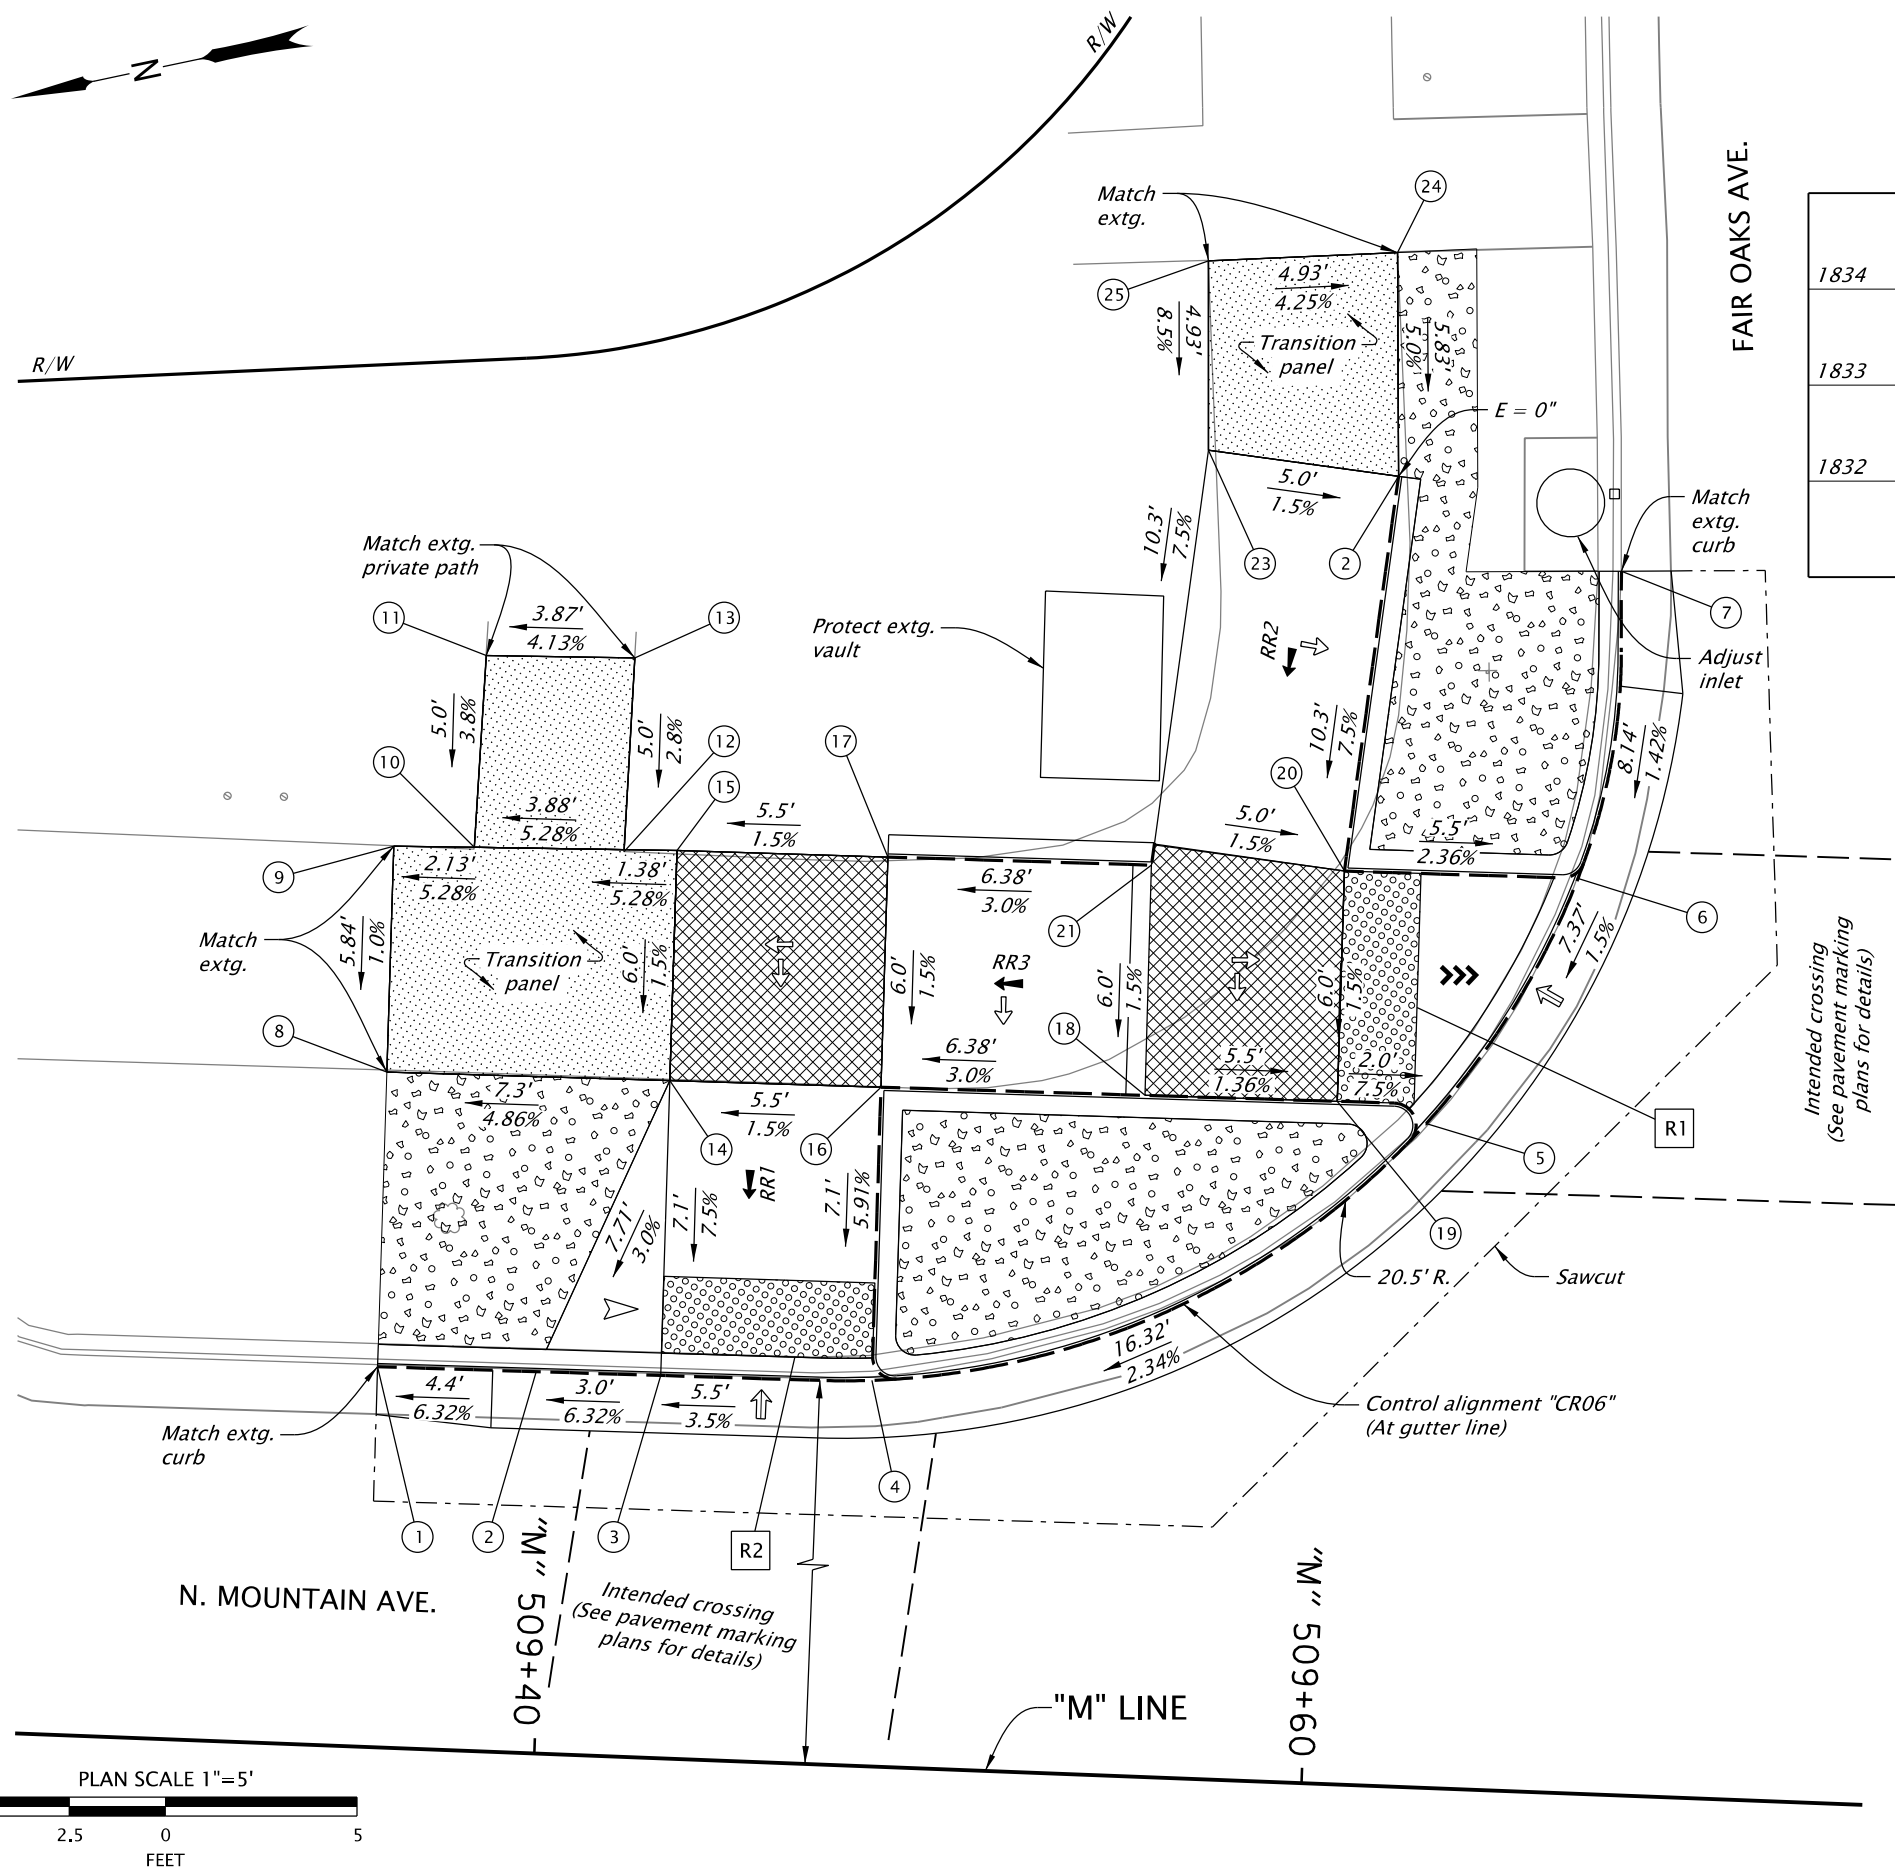 N
R/W
R/W
Match
extg.
24
25
4.93'
4.25%
4.93'
8.5%
Transition
panel
5.83'
5.0%
E = 0"
FAIR OAKS AVE.
1834
1833
1832
5.0'
1.5%
10.3'
7.5%
23
2
Match
extg.
curb
7
Adjust
inlet
Match extg.
private path
11
13
3.87'
4.13%
5.0'
3.8%
5.0'
2.8%
Protect extg.
vault
RR2
10.3'
7.5%
8.14'
1.42%
10
12
15
17
20
3.88'
5.28%
5.5'
1.5%
5.0'
1.5%
5.5'
2.36%
9
2.13'
5.28%
1.38'
5.28%
6.38'
3.0%
21
6
Match
extg.
5.84'
1.0%
Transition
panel
6.0'
1.5%
6.0'
1.5%
RR3
6.0'
1.5%
6.0'
1.5%
7.37'
1.5%
Intended crossing
(See pavement marking
plans for details)
8
18
6.38'
3.0%
5.5'
1.36%
2.0'
7.5%
R1
7.3'
4.86%
5.5'
1.5%
14
16
5
RR1
7.71'
3.0%
7.1'
7.5%
7.1'
5.91%
19
20.5' R.
Sawcut
16.32'
2.34%
4.4'
6.32%
3.0'
6.32%
5.5'
3.5%
Match extg.
curb
Control alignment "CR06"
(At gutter line)
4
1
2
3
R2
N. MOUNTAIN AVE.
"M" 509+40
Intended crossing
(See pavement marking
plans for details)
"M" 509+60
"M" LINE
PLAN SCALE 1"=5'
2.5 0 5
FEET